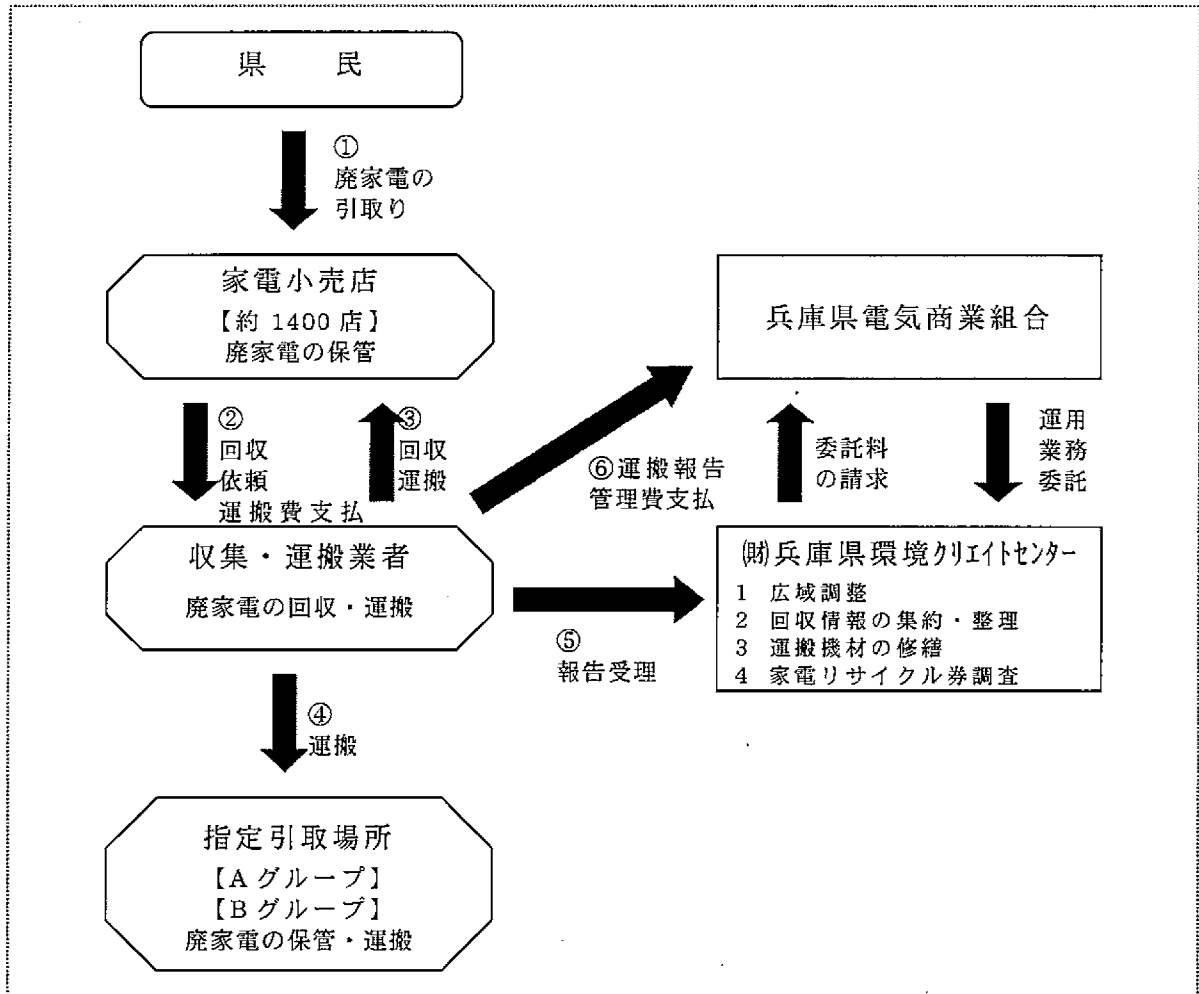 県　　民
①
廃家電の
引取り
家電小売店
【約 1400 店】
廃家電の保管
兵庫県電気商業組合
②
回収
依頼
運搬費支払
③
回収
運搬
⑥運搬報告
管理費支払
委託料
の請求
運用
業務
委託
収集・運搬業者
廃家電の回収・運搬
⑤
報告受理
㈶兵庫県環境クリエイトセンター
1 広域調整
2 回収情報の集約・整理
3 運搬機材の修繕
4 家電リサイクル券調査
④
運搬
指定引取場所
【A グループ】
【B グループ】
廃家電の保管・運搬